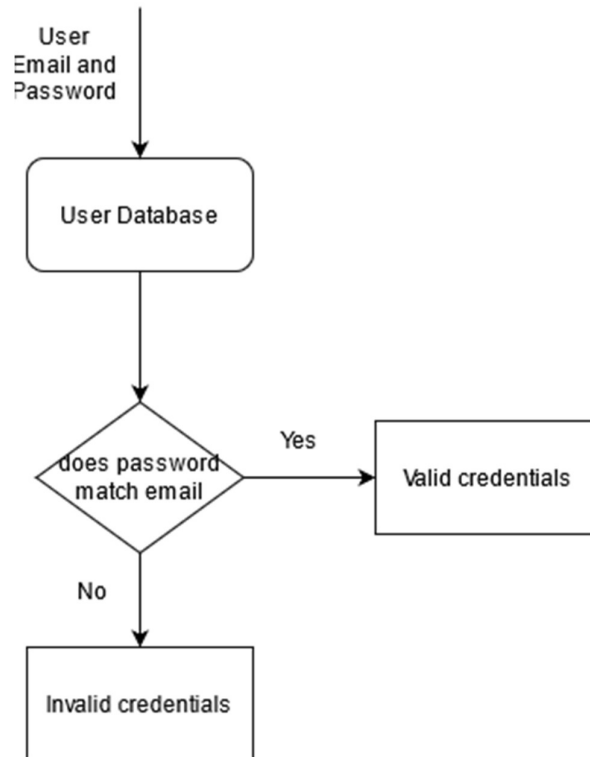 User
Email and
Password
User Database
does password
match email
Yes
Valid credentials
No
Invalid credentials